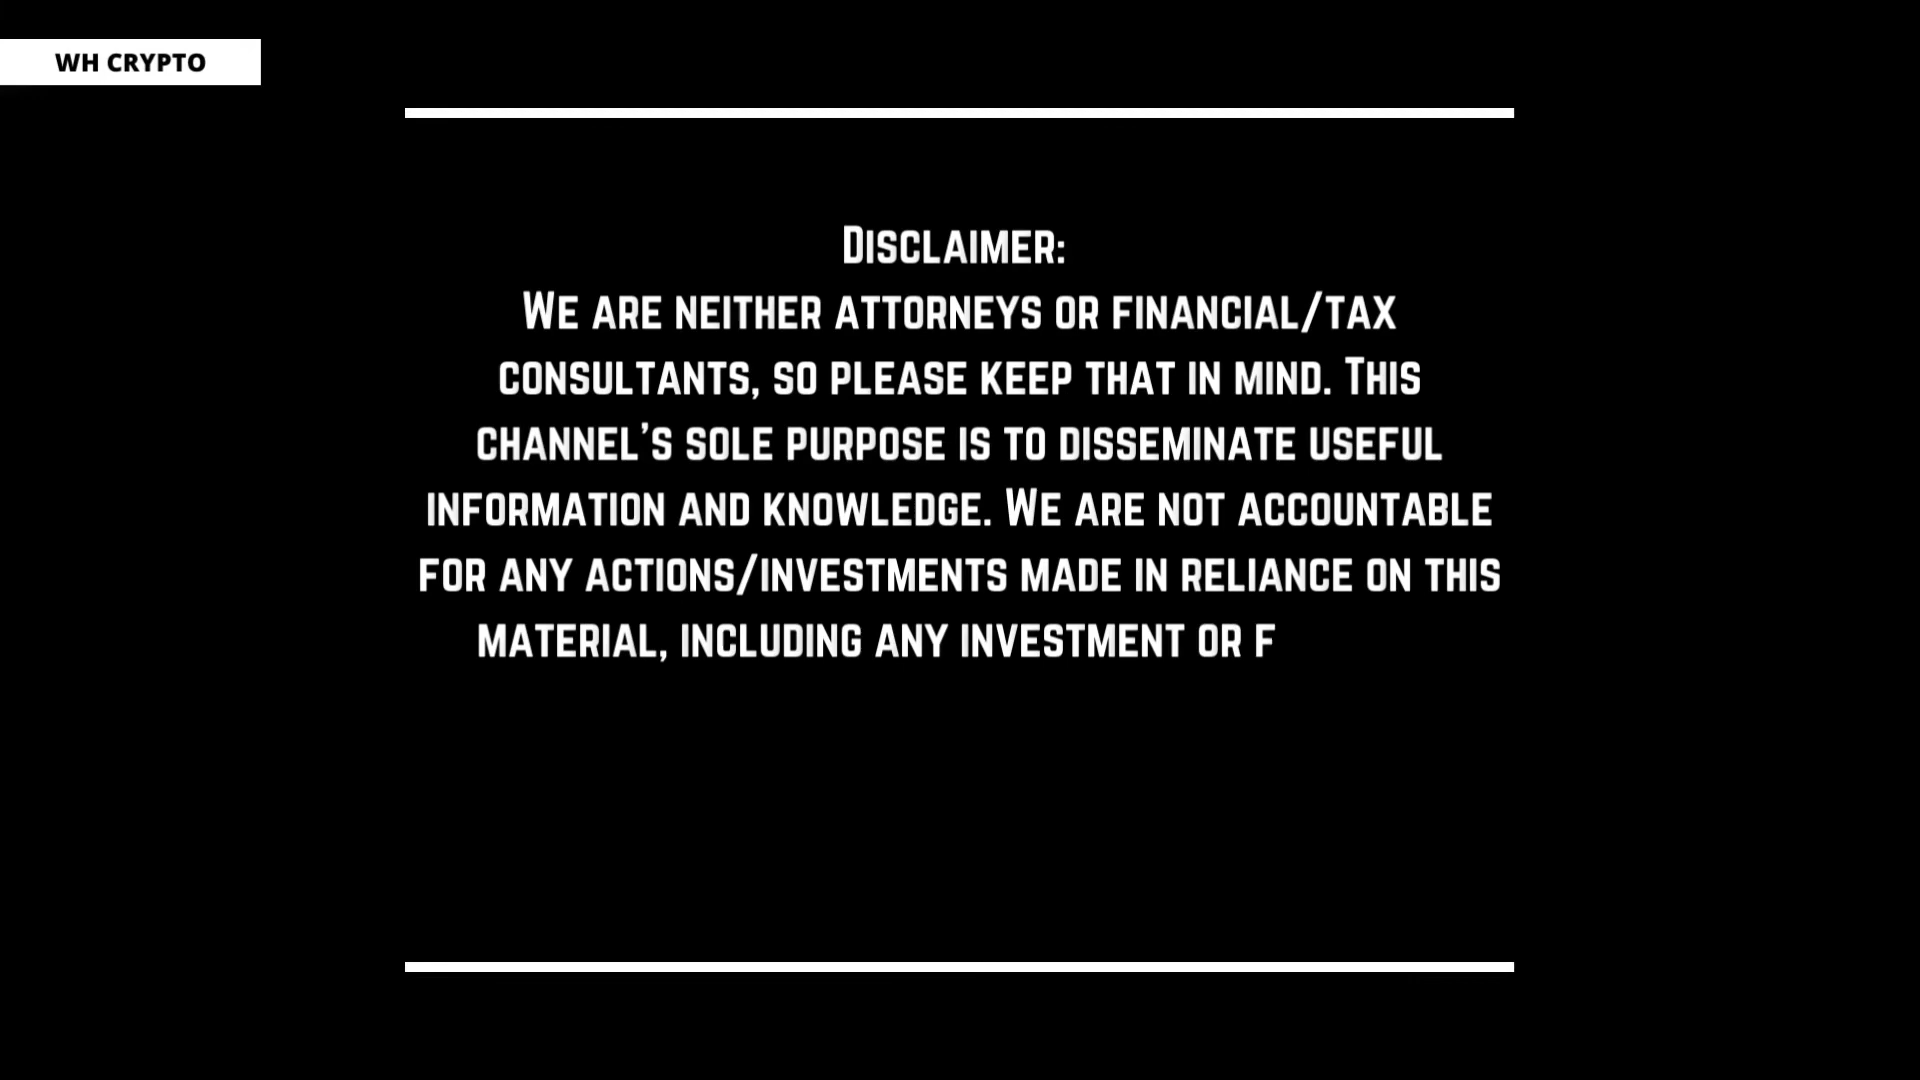 WH CRYPTO
Disclaimer:
We are neither attorneys or financial/tax
consultants, so please keep that in mind. This
channel's sole purpose is to disseminate useful
information and knowledge. We are not accountable
for any actions/investments made in reliance on this
material, including any investment or f